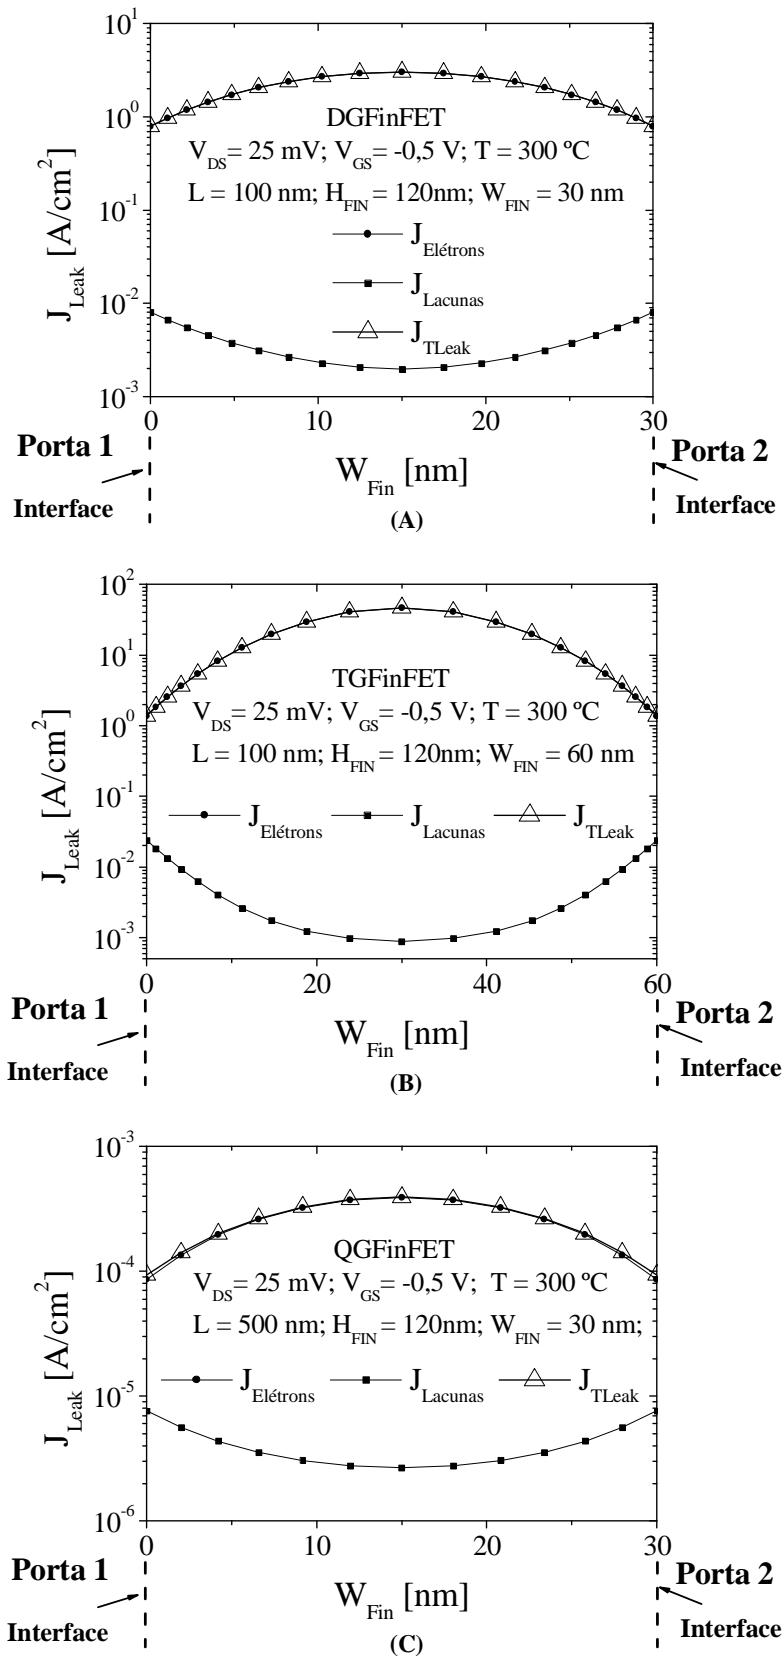 10^1
10^0
10^-1
10^-2
10^-3
J_Leak [A/cm^2]
DGFinFET
V_DS = 25 mV; V_GS = -0,5 V; T = 300 ºC
L = 100 nm; H_FIN = 120nm; W_FIN = 30 nm
J_Elétrons
J_Lacunas
J_TLeak
0 10 20 30
Porta 1 W_Fin [nm] Porta 2
Interface (A) Interface
10^2
10^1
10^0
10^-1
10^-2
10^-3
J_Leak [A/cm^2]
TGFinFET
V_DS = 25 mV; V_GS = -0,5 V; T = 300 ºC
L = 100 nm; H_FIN = 120nm; W_FIN = 60 nm
J_Elétrons J_Lacunas J_TLeak
0 20 40 60
Porta 1 W_Fin [nm] Porta 2
Interface (B) Interface
10^-3
10^-4
10^-5
10^-6
J_Leak [A/cm^2]
QGFinFET
V_DS = 25 mV; V_GS = -0,5 V; T = 300 ºC
L = 500 nm; H_FIN = 120nm; W_FIN = 30 nm;
J_Elétrons J_Lacunas J_TLeak
0 10 20 30
Porta 1 W_Fin [nm] Porta 2
Interface (C) Interface